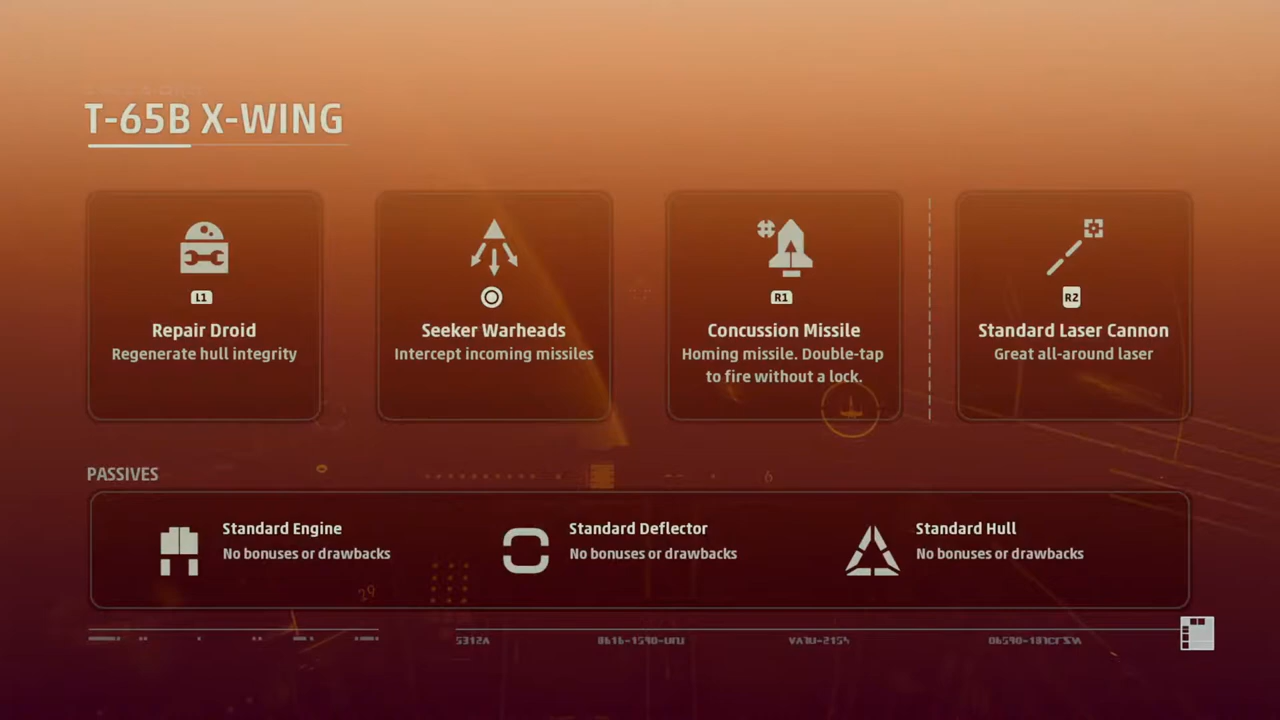 T-65B X-WING
L1
Repair Droid
Regenerate hull integrity
Seeker Warheads
Intercept incoming missiles
R1
Concussion Missile
Homing missile. Double-tap
to fire without a lock.
R2
Standard Laser Cannon
Great all-around laser
PASSIVES
Standard Engine
No bonuses or drawbacks
Standard Deflector
No bonuses or drawbacks
Standard Hull
No bonuses or drawbacks